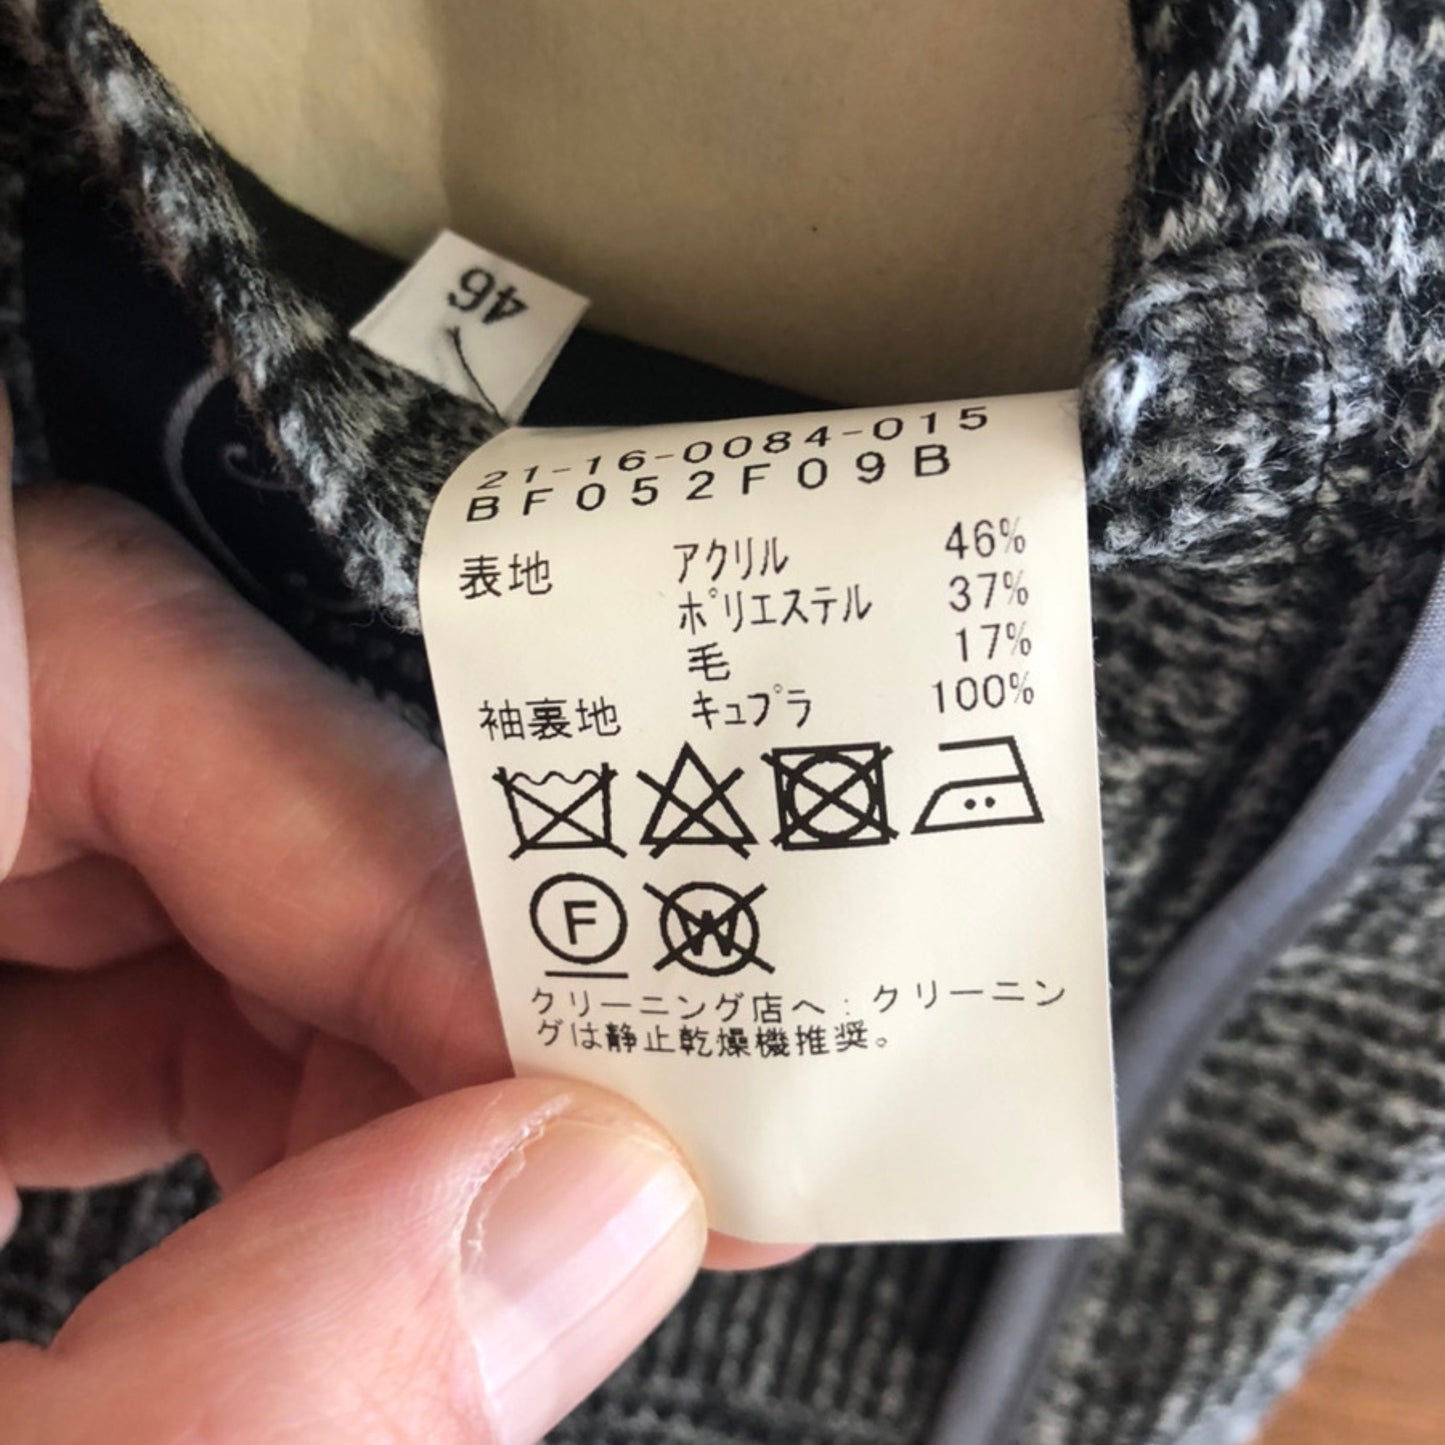 46
21-16-0084-015
BF052F09B
表地 アクリル 46%
ポリエステル 37%
毛 17%
袖裏地 キュプラ 100%
F W
クリーニング店へ:クリーニン
グは静止乾燥機推奨。